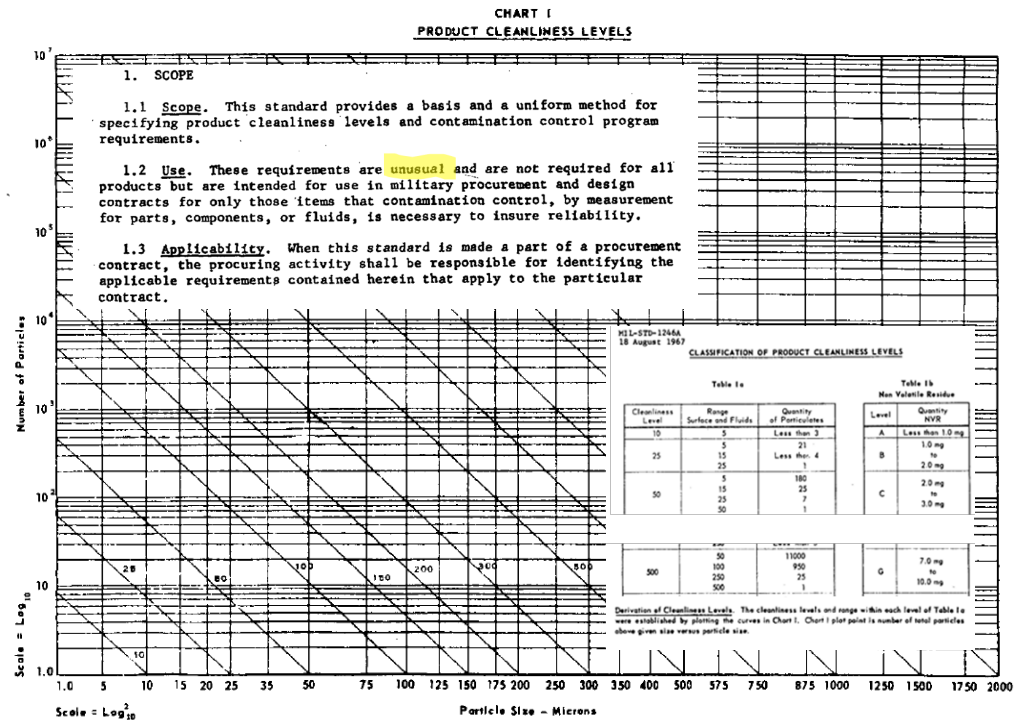 CHART I
PRODUCT CLEANLINESS LEVELS
10⁷
10⁶
10⁵
10⁴
10³
10²
10
1.0
Number of Particles
Scale = Log₁₀
1. SCOPE
1.1 Scope. This standard provides a basis and a uniform method for
specifying product cleanliness levels and contamination control program
requirements.
1.2 Use. These requirements are unusual and are not required for all
products but are intended for use in military procurement and design
contracts for only those items that contamination control, by measurement
for parts, components, or fluids, is necessary to insure reliability.
1.3 Applicability. When this standard is made a part of a procurement
contract, the procuring activity shall be responsible for identifying the
applicable requirements contained herein that apply to the particular
contract.
MIL-STD-1246A
18 August 1967
CLASSIFICATION OF PRODUCT CLEANLINESS LEVELS
Table Ia
Cleanliness Level Range Surface and Fluids Quantity of Particulates
10 5 Less than 3
5 21
25 15 Less than 4
25 1
5 180
15 25
50 25 7
50 1
50 11000
100 950
500 250 25
500 1
Table Ib
Non Volatile Residue
Level Quantity NVR
A Less than 1.0 mg
1.0 mg
B to
2.0 mg
2.0 mg
C to
3.0 mg
7.0 mg
G to
10.0 mg
Derivation of Cleanliness Levels. The cleanliness levels and range within each level of Table Ia
were established by plotting the curves in Chart I. Chart I plot point is number of total particles
above given size versus particle size.
10 25 50 100 150 200 300 500
1.0 5 10 15 20 25 35 50 75 100 125 150 175 200 250 300 350 400 500 575 750 875 1000 1250 1500 1750 2000
Scale = Log²₁₀
Particle Size - Microns